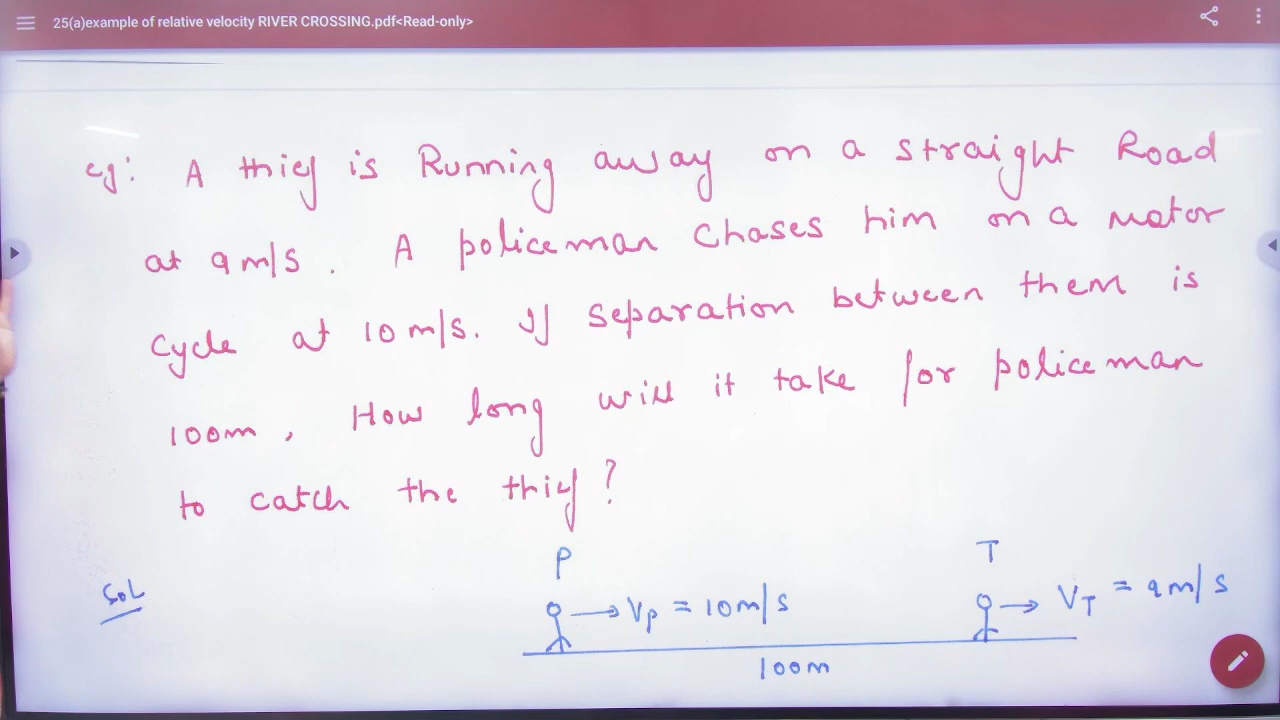 25(a)example of relative velocity RIVER CROSSING.pdf<Read-only>
eg: A thief is Running away on a straight Road
at 9m/s. A policeman chases him on a motor
cycle at 10m/s. If separation between them is
100m, How long will it take for policeman
to catch the thief?
P T
Sol
Vp = 10m/s VT = 9m/s
100m